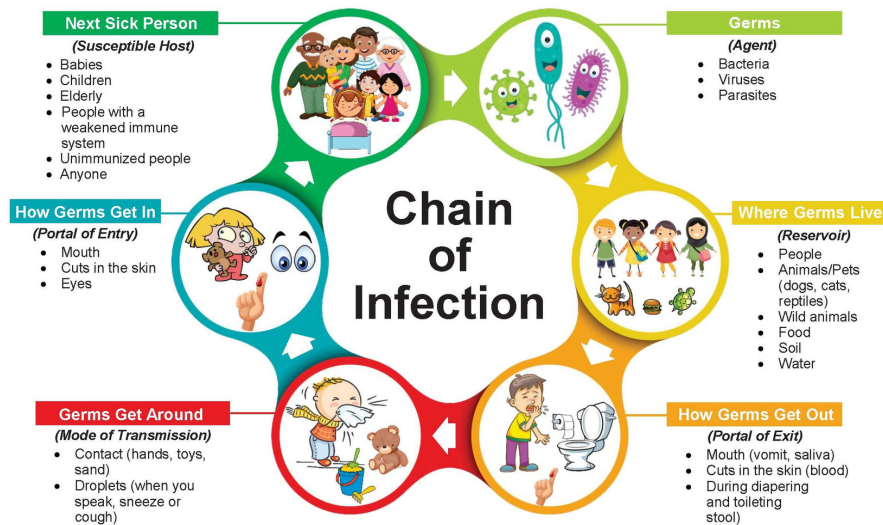 Chain
of
Infection
Next Sick Person
(Susceptible Host)
• Babies
• Children
• Elderly
• People with a
weakened immune
system
• Unimmunized people
• Anyone
Germs
(Agent)
• Bacteria
• Viruses
• Parasites
Where Germs Live
(Reservoir)
• People
• Animals/Pets
(dogs, cats,
reptiles)
• Wild animals
• Food
• Soil
• Water
How Germs Get Out
(Portal of Exit)
• Mouth (vomit, saliva)
• Cuts in the skin (blood)
• During diapering
and toileting
stool)
Germs Get Around
(Mode of Transmission)
• Contact (hands, toys,
sand)
• Droplets (when you
speak, sneeze or
cough)
How Germs Get In
(Portal of Entry)
• Mouth
• Cuts in the skin
• Eyes